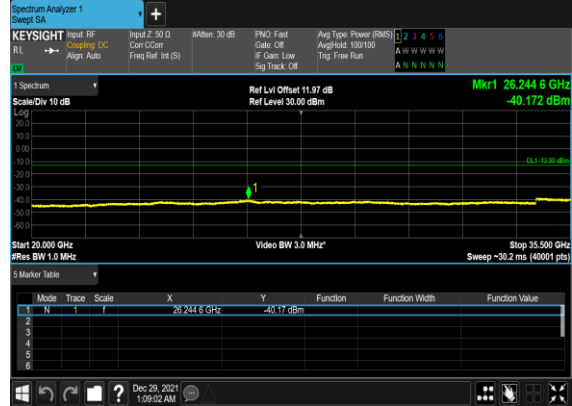 Spectrum Analyzer 1
Swept SA
+
KEYSIGHT Input: RF Input Z: 50 Ω #Atten: 30 dB PNO: Fast Avg Type: Power (RMS) 1 2 3 4 5 6
RL Coupling: DC Corr CCorr Gate: Off Avg|Hold: 100/100 A W W W W W
Align: Auto Freq Ref: Int (S) IF Gain: Low Trig: Free Run
Sig Track: Off A N N N N N
1 Spectrum
Ref Lvl Offset 11.97 dB Mkr1 26.244 6 GHz
Scale/Div 10 dB Ref Level 30.00 dBm -40.172 dBm
Log
20.0
10.0
0.00
-10.0
DL1 -13.00 dBm
-20.0
-30.0
1
-40.0
-50.0
-60.0
Start 20.000 GHz Video BW 3.0 MHz* Stop 35.500 GHz
#Res BW 1.0 MHz Sweep ~30.2 ms (40001 pts)
5 Marker Table
Mode Trace Scale X Y Function Function Width Function Value
1 N 1 f 26.244 6 GHz -40.17 dBm
2
3
4
5
6
? Dec 29, 2021
1:09:02 AM